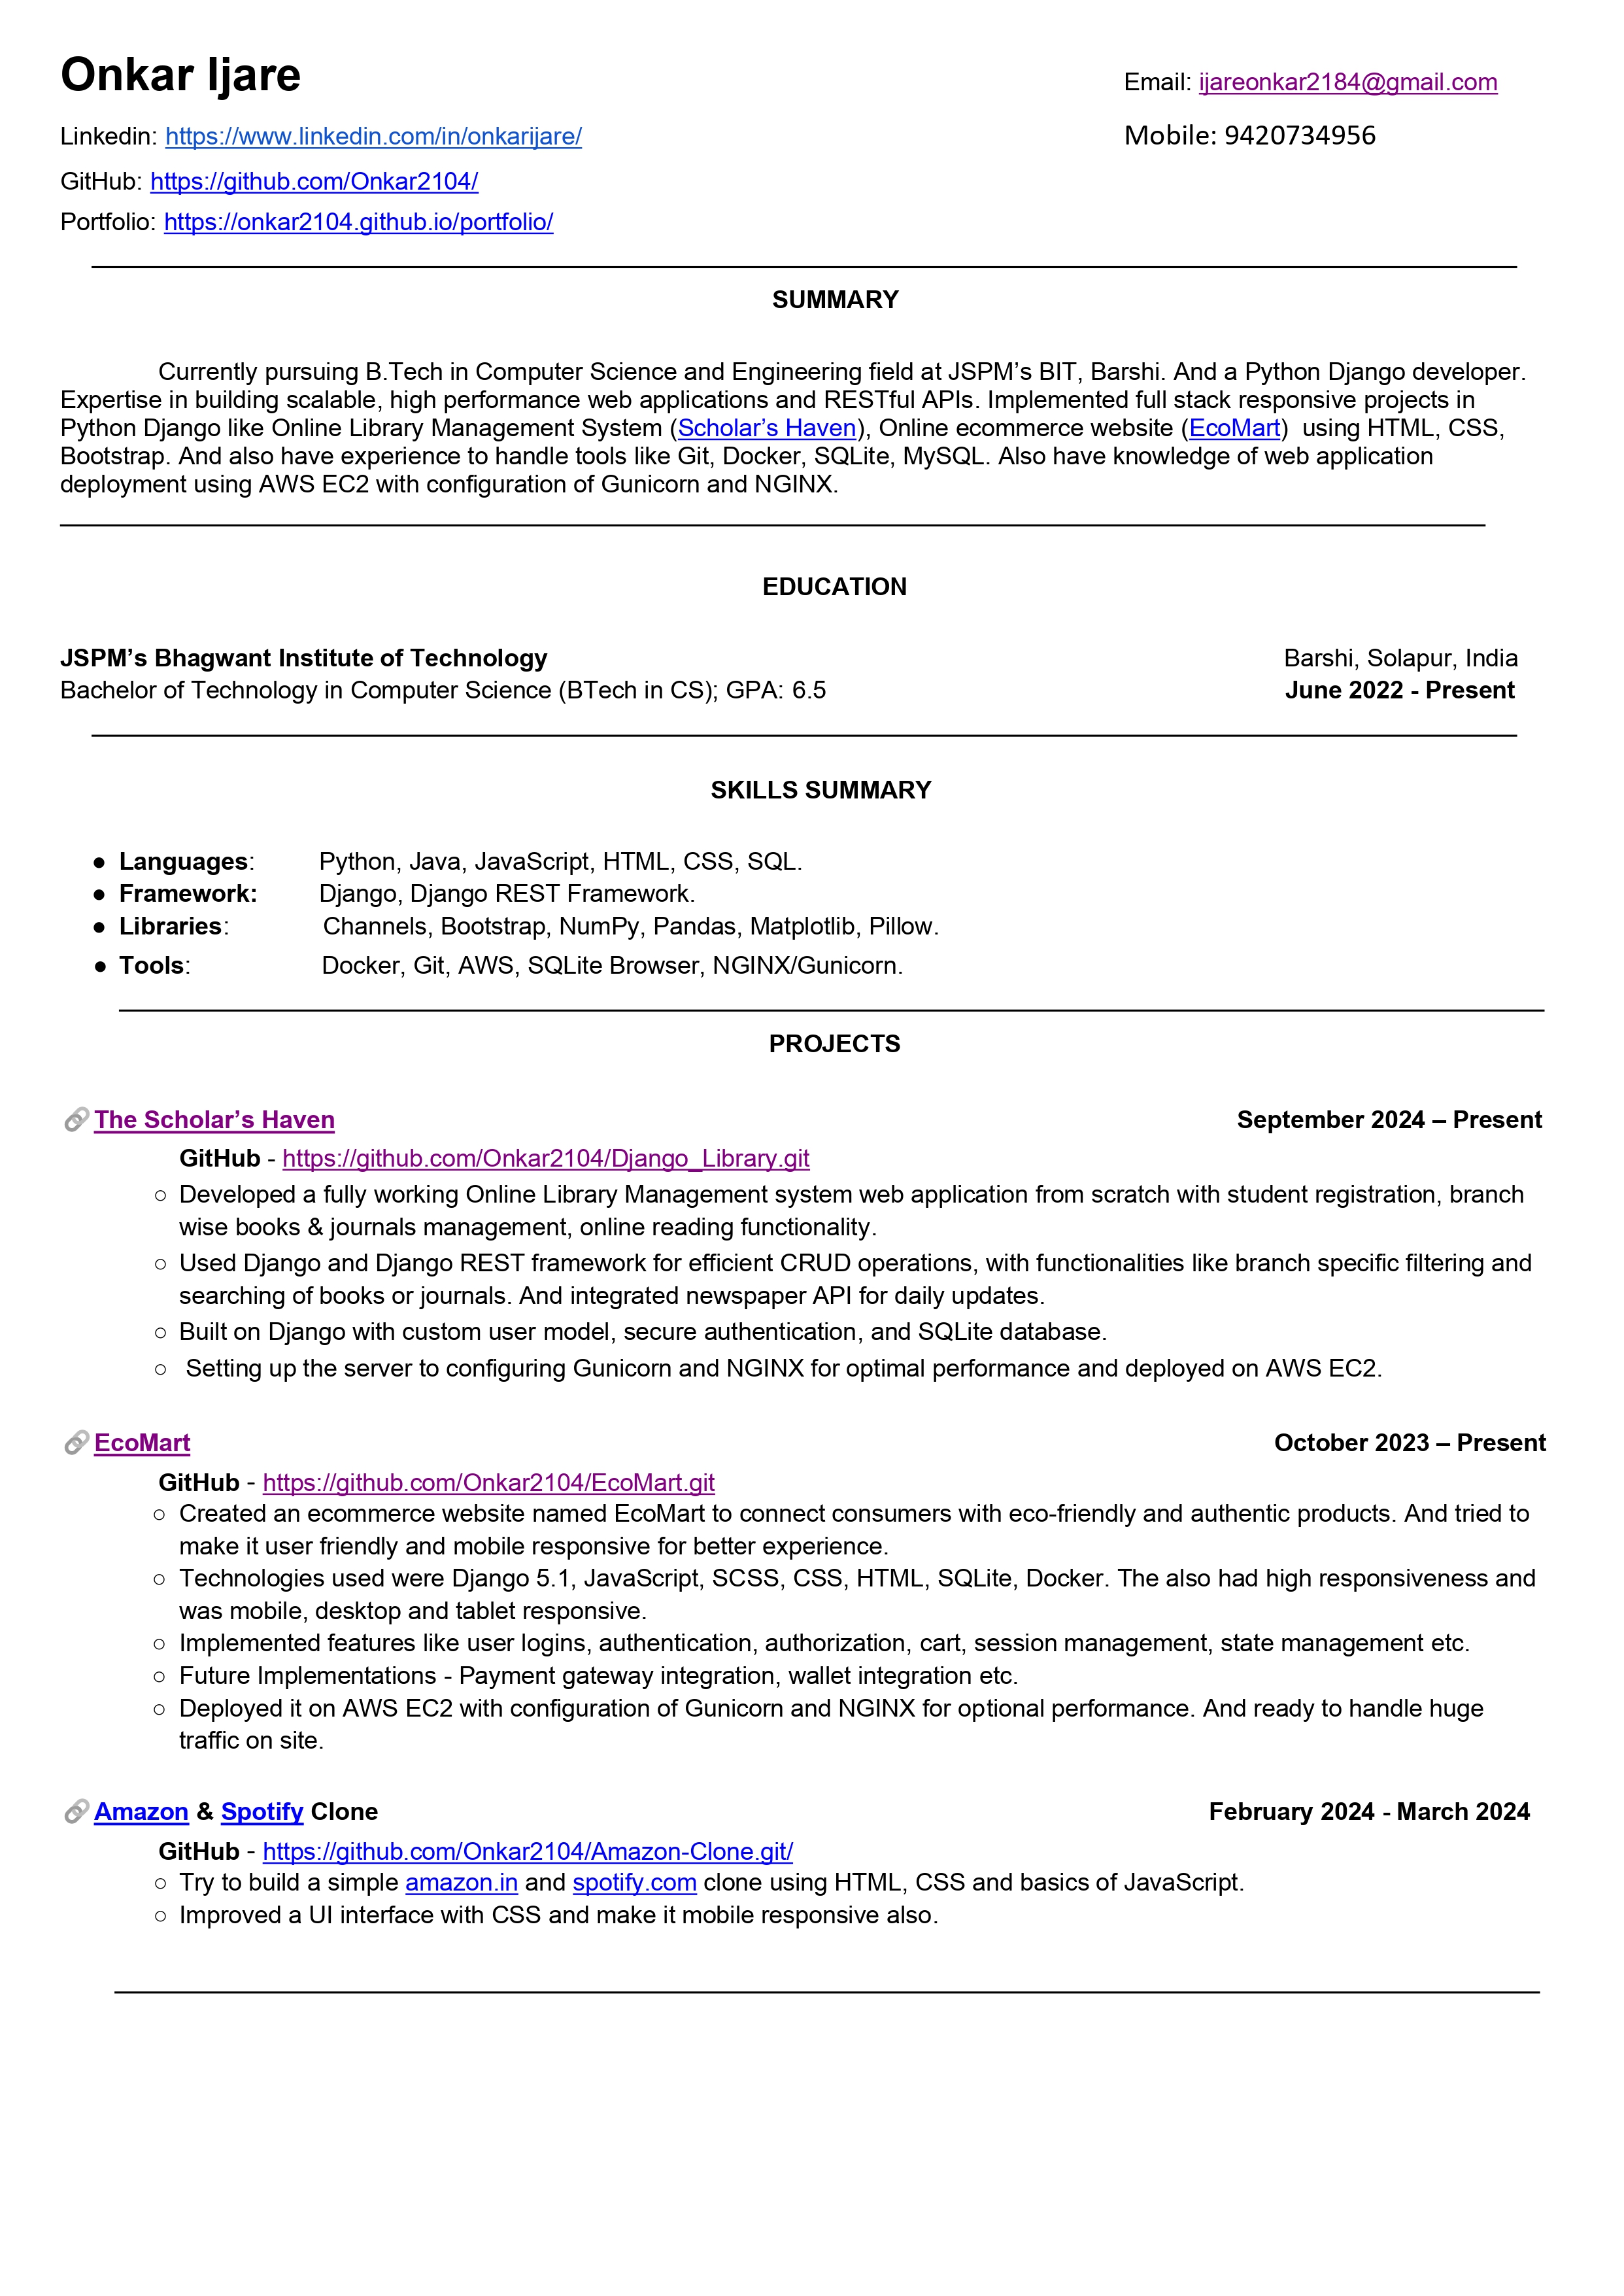 Onkar Ijare
Email: ijareonkar2184@gmail.com
Linkedin: https://www.linkedin.com/in/onkarijare/
Mobile: 9420734956
GitHub: https://github.com/Onkar2104/
Portfolio: https://onkar2104.github.io/portfolio/
SUMMARY
Currently pursuing B.Tech in Computer Science and Engineering field at JSPM’s BIT, Barshi. And a Python Django developer.
Expertise in building scalable, high performance web applications and RESTful APIs. Implemented full stack responsive projects in
Python Django like Online Library Management System (Scholar’s Haven), Online ecommerce website (EcoMart) using HTML, CSS,
Bootstrap. And also have experience to handle tools like Git, Docker, SQLite, MySQL. Also have knowledge of web application
deployment using AWS EC2 with configuration of Gunicorn and NGINX.
EDUCATION
JSPM’s Bhagwant Institute of Technology Barshi, Solapur, India
Bachelor of Technology in Computer Science (BTech in CS); GPA: 6.5 June 2022 - Present
SKILLS SUMMARY
● Languages: Python, Java, JavaScript, HTML, CSS, SQL.
● Framework: Django, Django REST Framework.
● Libraries: Channels, Bootstrap, NumPy, Pandas, Matplotlib, Pillow.
● Tools: Docker, Git, AWS, SQLite Browser, NGINX/Gunicorn.
PROJECTS
The Scholar’s Haven September 2024 – Present
GitHub - https://github.com/Onkar2104/Django_Library.git
○ Developed a fully working Online Library Management system web application from scratch with student registration, branch
wise books & journals management, online reading functionality.
○ Used Django and Django REST framework for efficient CRUD operations, with functionalities like branch specific filtering and
searching of books or journals. And integrated newspaper API for daily updates.
○ Built on Django with custom user model, secure authentication, and SQLite database.
○ Setting up the server to configuring Gunicorn and NGINX for optimal performance and deployed on AWS EC2.
EcoMart October 2023 – Present
GitHub - https://github.com/Onkar2104/EcoMart.git
○ Created an ecommerce website named EcoMart to connect consumers with eco-friendly and authentic products. And tried to
make it user friendly and mobile responsive for better experience.
○ Technologies used were Django 5.1, JavaScript, SCSS, CSS, HTML, SQLite, Docker. The also had high responsiveness and
was mobile, desktop and tablet responsive.
○ Implemented features like user logins, authentication, authorization, cart, session management, state management etc.
○ Future Implementations - Payment gateway integration, wallet integration etc.
○ Deployed it on AWS EC2 with configuration of Gunicorn and NGINX for optional performance. And ready to handle huge
traffic on site.
Amazon & Spotify Clone February 2024 - March 2024
GitHub - https://github.com/Onkar2104/Amazon-Clone.git/
○ Try to build a simple amazon.in and spotify.com clone using HTML, CSS and basics of JavaScript.
○ Improved a UI interface with CSS and make it mobile responsive also.